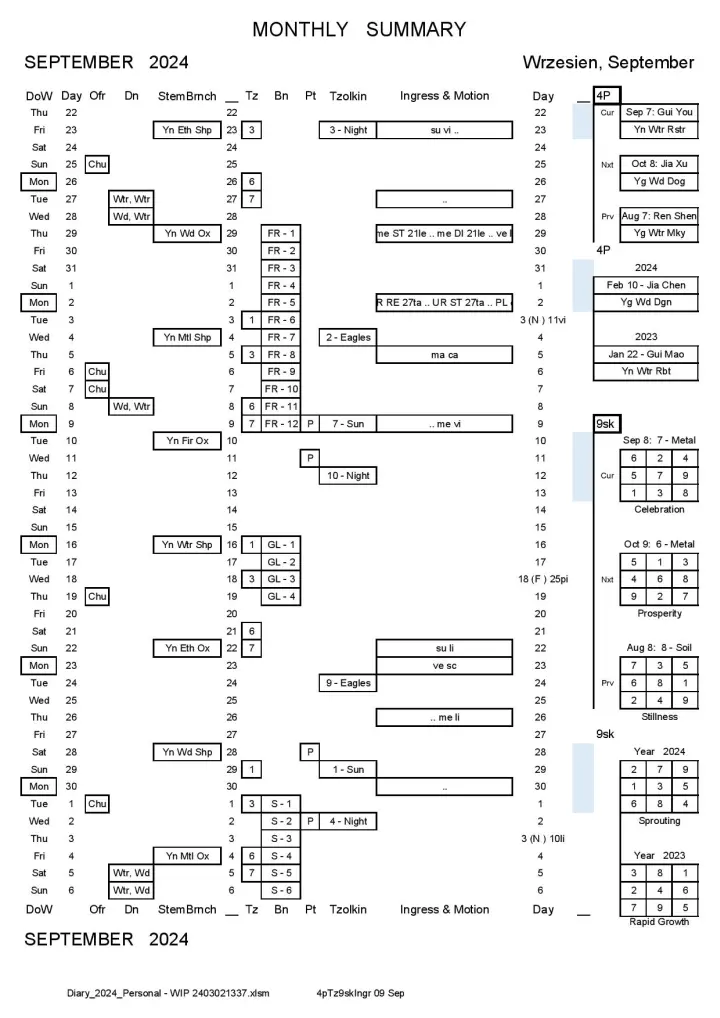 MONTHLY SUMMARY
SEPTEMBER 2024 Wrzesien, September
DoW Day Ofr Dn StemBrnch __ Tz Bn Pt Tzolkin Ingress & Motion Day __ 4P
Thu 22 22 22 Cur Sep 7: Gui You
Fri 23 Yn Eth Shp 23 3 3 - Night su vi .. 23 Yn Wtr Rstr
Sat 24 24 24
Sun 25 Chu 25 25 Nxt Oct 8: Jia Xu
Mon 26 26 6 26 Yg Wd Dog
Tue 27 Wtr, Wtr 27 7 .. 27
Wed 28 Wd, Wtr 28 28 Prv Aug 7: Ren Shen
Thu 29 Yn Wd Ox 29 FR - 1 me ST 21le .. me DI 21le .. ve 29 Yg Wtr Mky
Fri 30 30 FR - 2 30 4P
Sat 31 31 FR - 3 31 2024
Sun 1 1 FR - 4 1 Feb 10 - Jia Chen
Mon 2 2 FR - 5 R RE 27ta .. UR ST 27ta .. PL 2 Yg Wd Dgn
Tue 3 3 1 FR - 6 3 (N ) 11vi
Wed 4 Yn Mtl Shp 4 FR - 7 2 - Eagles 4 2023
Thu 5 5 3 FR - 8 ma ca 5 Jan 22 - Gui Mao
Fri 6 Chu 6 FR - 9 6 Yn Wtr Rbt
Sat 7 Chu 7 FR - 10 7
Sun 8 Wd, Wtr 8 6 FR - 11 8
Mon 9 9 7 FR - 12 P 7 - Sun .. me vi 9 9sk
Tue 10 Yn Fir Ox 10 10 Sep 8: 7 - Metal
Wed 11 11 P 11 6 2 4
Thu 12 12 10 - Night 12 Cur 5 7 9
Fri 13 13 13 1 3 8
Sat 14 14 14 Celebration
Sun 15 15 15
Mon 16 Yn Wtr Shp 16 1 GL - 1 16 Oct 9: 6 - Metal
Tue 17 17 GL - 2 17 5 1 3
Wed 18 18 3 GL - 3 18 (F ) 25pi Nxt 4 6 8
Thu 19 Chu 19 GL - 4 19 9 2 7
Fri 20 20 20 Prosperity
Sat 21 21 6 21
Sun 22 Yn Eth Ox 22 7 su li 22 Aug 8: 8 - Soil
Mon 23 23 ve sc 23 7 3 5
Tue 24 24 9 - Eagles 24 Prv 6 8 1
Wed 25 25 25 2 4 9
Thu 26 26 .. me li 26 Stillness
Fri 27 27 27 9sk
Sat 28 Yn Wd Shp 28 P 28 Year 2024
Sun 29 29 1 1 - Sun 29 2 7 9
Mon 30 30 .. 30 1 3 5
Tue 1 Chu 1 3 S - 1 1 6 8 4
Wed 2 2 S - 2 P 4 - Night 2 Sprouting
Thu 3 3 S - 3 3 (N ) 10li
Fri 4 Yn Mtl Ox 4 6 S - 4 4 Year 2023
Sat 5 Wtr, Wd 5 7 S - 5 5 3 8 1
Sun 6 Wtr, Wd 6 S - 6 6 2 4 6
DoW Ofr Dn StemBrnch __ Tz Bn Pt Tzolkin Ingress & Motion Day __ 7 9 5
Rapid Growth
SEPTEMBER 2024
Diary_2024_Personal - WIP 2403021337.xlsm 4pTz9skIngr 09 Sep